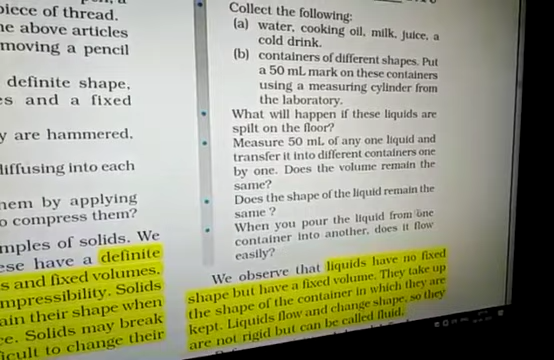 piece of thread.
above articles
moving a pencil
definite shape,
and a fixed
are hammered.
diffusing into each
by applying
compress them?
of solids. We
have a definite
and fixed volumes.
Solids
their shape when
Solids may break
to change their
Collect the following:
(a) water, cooking oil, milk, juice, a
cold drink.
(b) containers of different shapes. Put
a 50 mL mark on these containers
using a measuring cylinder from
the laboratory.
• What will happen if these liquids are
spilt on the floor?
• Measure 50 mL of any one liquid and
transfer it into different containers one
by one. Does the volume remain the
same?
• Does the shape of the liquid remain the
same ?
• When you pour the liquid from one
container into another, does it flow
easily?
We observe that liquids have no fixed
shape but have a fixed volume. They take up
the shape of the container in which they are
kept. Liquids flow and change shape, so they
are not rigid but can be called fluid.